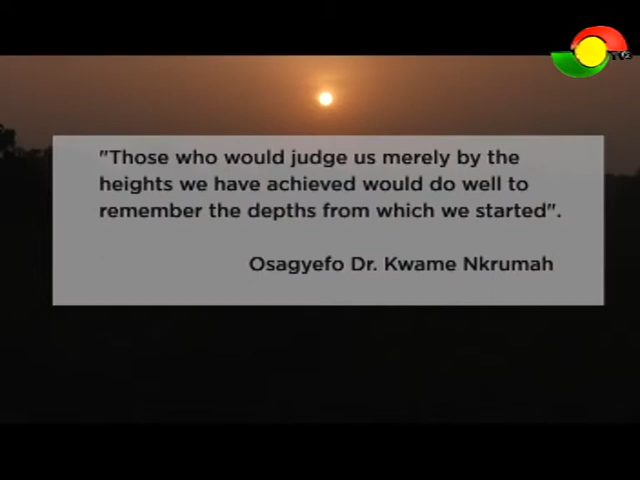 TV3
"Those who would judge us merely by the
heights we have achieved would do well to
remember the depths from which we started".
Osagyefo Dr. Kwame Nkrumah